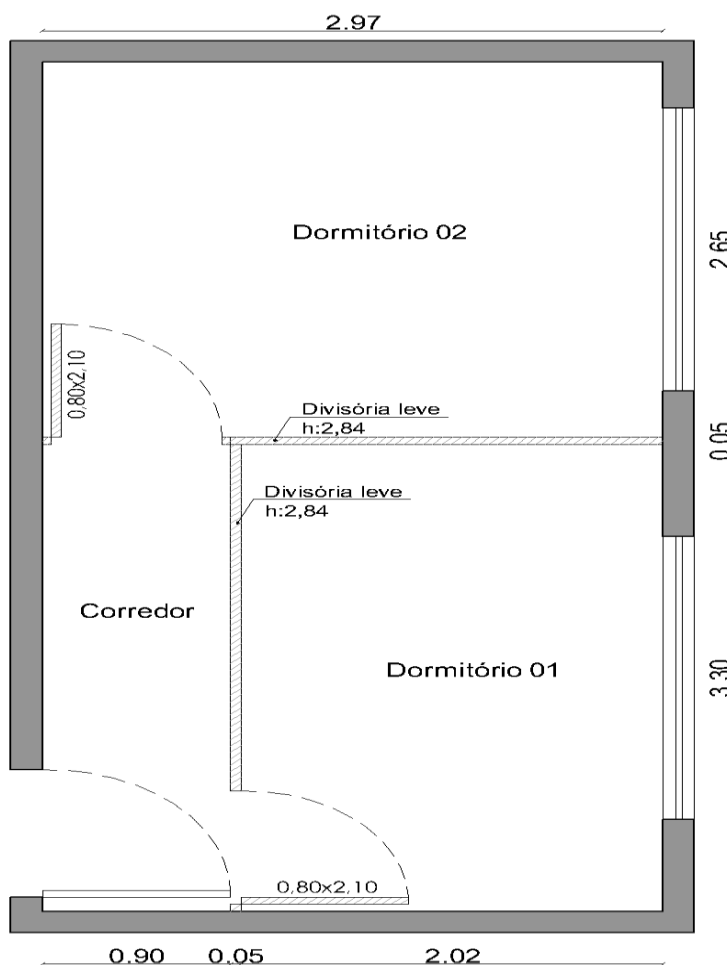 2.97
Dormitório 02
2.65
0,80x2,10
Divisória leve
h:2,84
0.05
Divisória leve
h:2,84
Corredor
Dormitório 01
3.30
0,80x2,10
0.90
0.05
2.02